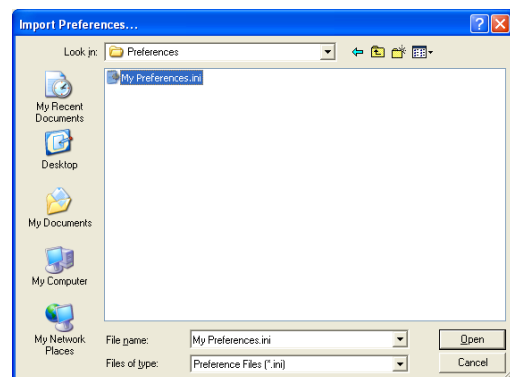 Import Preferences...
Look in:
Preferences
My Preferences.ini
My Recent
Documents
Desktop
My Documents
My Computer
My Network
Places
File name:
My Preferences.ini
Open
Files of type:
Preference Files (*.ini)
Cancel